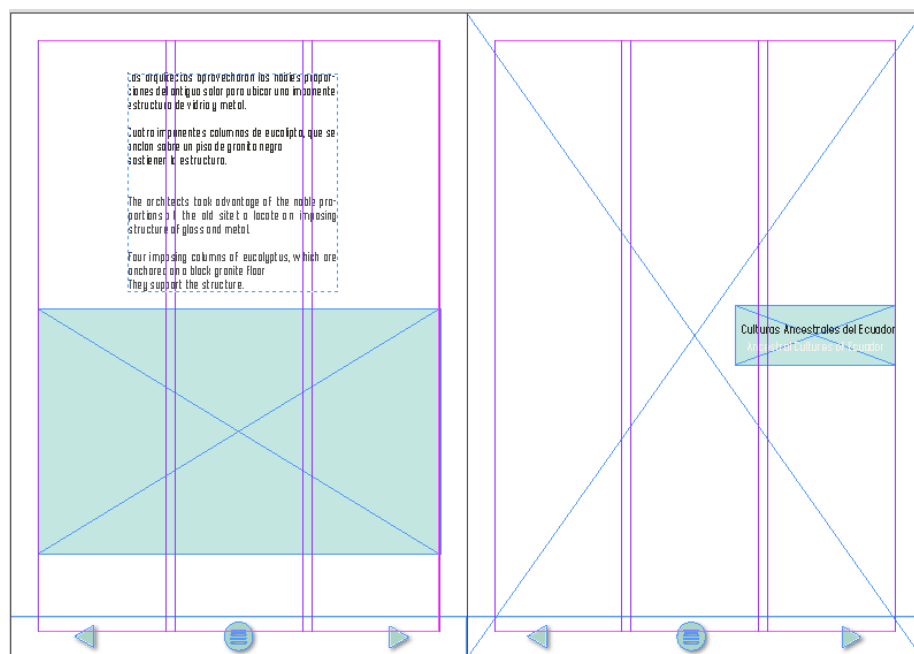 Los arquitectos aprovecharon las nobles propor-
ciones del antiguo solar para ubicar una imponente
estructura de vidrio y metal.
Cuatro imponentes columnas de eucalipto, que se
anclan sobre un piso de granito negro
sostienen la estructura.
The architects took advantage of the noble pro-
portions of the old site to locate an imposing
structure of glass and metal.
Four imposing columns of eucalyptus, which are
anchored on a black granite floor
They support the structure.
Culturas Ancestrales del Ecuador
Ancestral Cultures of Ecuador